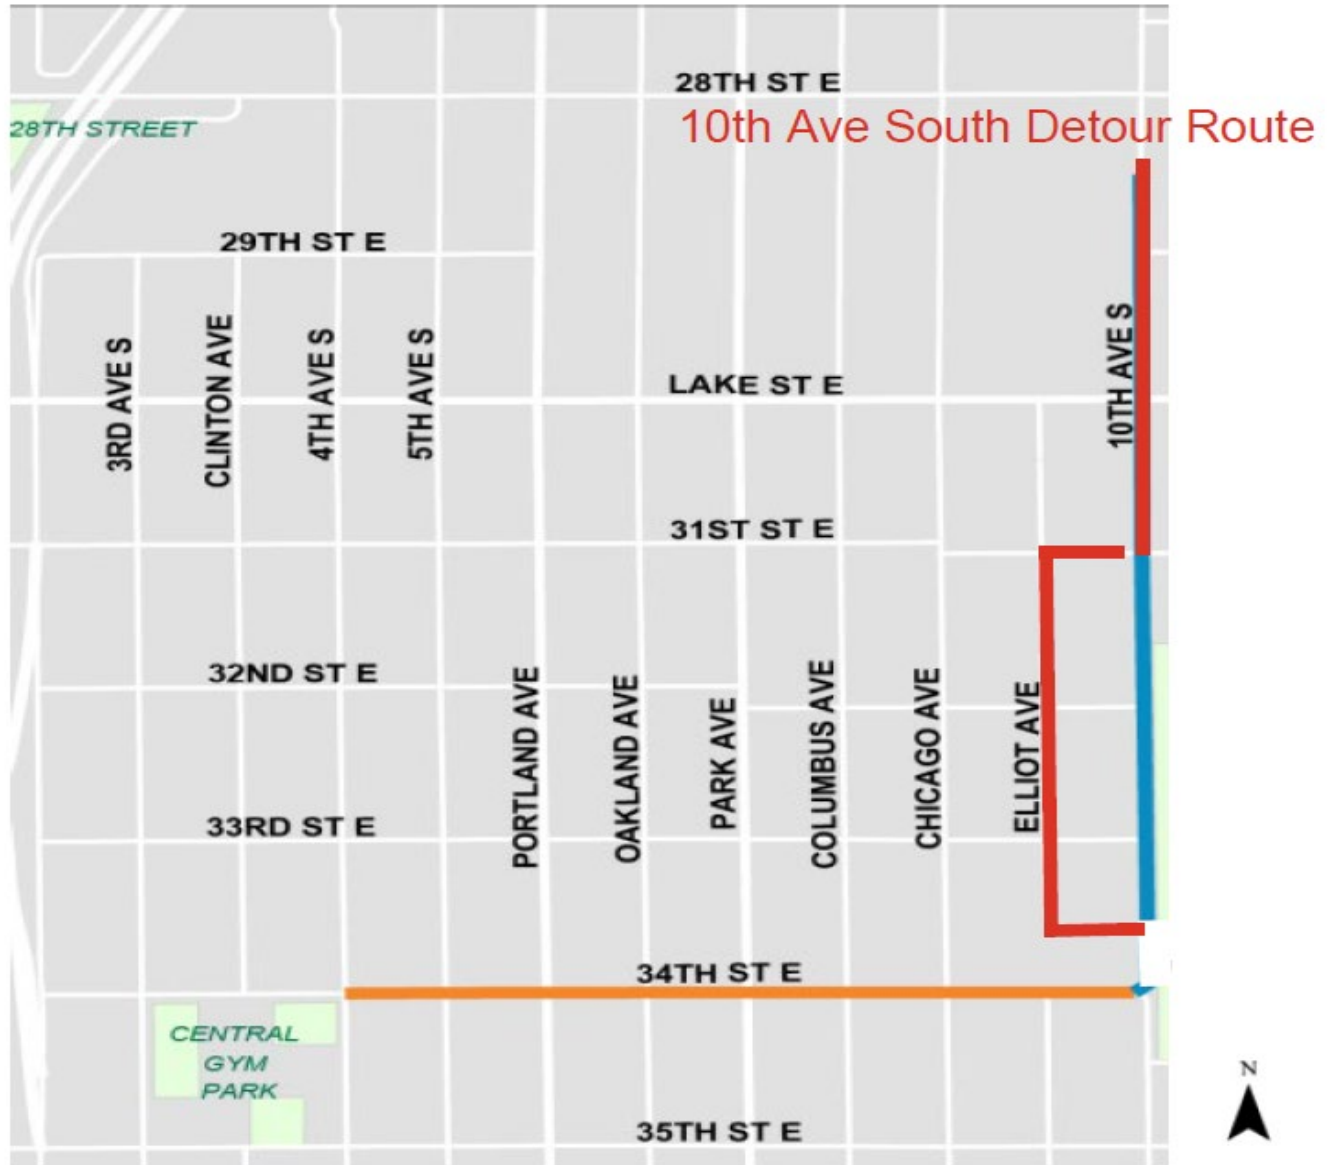 28TH ST E
10th Ave South Detour Route
28TH STREET
29TH ST E
3RD AVE S
CLINTON AVE
4TH AVE S
5TH AVE S
LAKE ST E
10TH AVE S
31ST ST E
32ND ST E
PORTLAND AVE
OAKLAND AVE
PARK AVE
COLUMBUS AVE
CHICAGO AVE
ELLIOT AVE
33RD ST E
34TH ST E
CENTRAL
GYM
PARK
N
35TH ST E